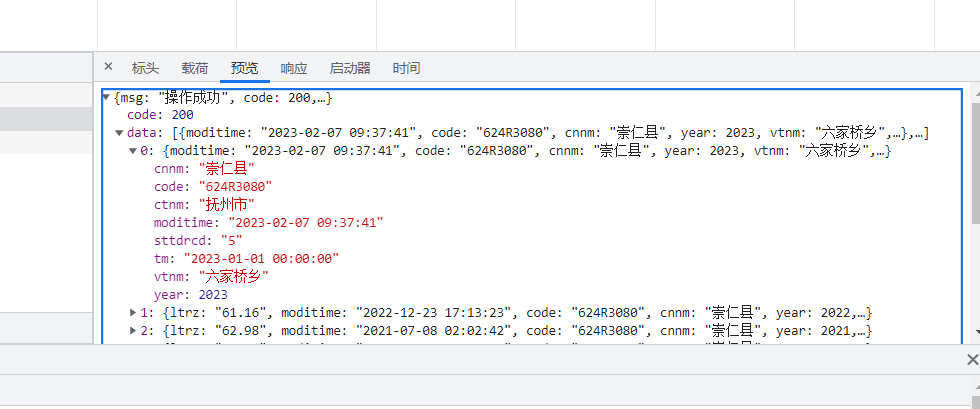 × 标头 载荷 预览 响应 启动器 时间
▼{msg: "操作成功", code: 200,…}
code: 200
▼data: [{moditime: "2023-02-07 09:37:41", code: "624R3080", cnnm: "崇仁县", year: 2023, vtnm: "六家桥乡",…},…]
▼0: {moditime: "2023-02-07 09:37:41", code: "624R3080", cnnm: "崇仁县", year: 2023, vtnm: "六家桥乡",…}
cnnm: "崇仁县"
code: "624R3080"
ctnm: "抚州市"
moditime: "2023-02-07 09:37:41"
sttdrcd: "5"
tm: "2023-01-01 00:00:00"
vtnm: "六家桥乡"
year: 2023
▶1: {ltrz: "61.16", moditime: "2022-12-23 17:13:23", code: "624R3080", cnnm: "崇仁县", year: 2022,…}
▶2: {ltrz: "62.98", moditime: "2021-07-08 02:02:42", code: "624R3080", cnnm: "崇仁县", year: 2021,…}